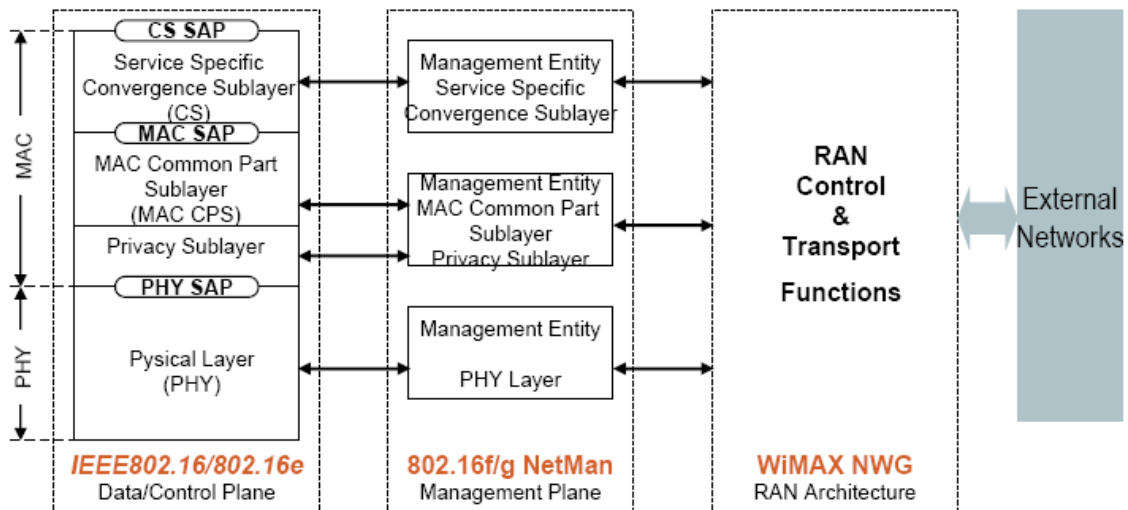 MAC
PHY
CS SAP
Service Specific
Convergence Sublayer
(CS)
MAC SAP
MAC Common Part
Sublayer
(MAC CPS)
Privacy Sublayer
PHY SAP
Pysical Layer
(PHY)
IEEE802.16/802.16e
Data/Control Plane
Management Entity
Service Specific
Convergence Sublayer
Management Entity
MAC Common Part
Sublayer
Privacy Sublayer
Management Entity
PHY Layer
802.16f/g NetMan
Management Plane
RAN
Control
&
Transport
Functions
WiMAX NWG
RAN Architecture
External
Networks